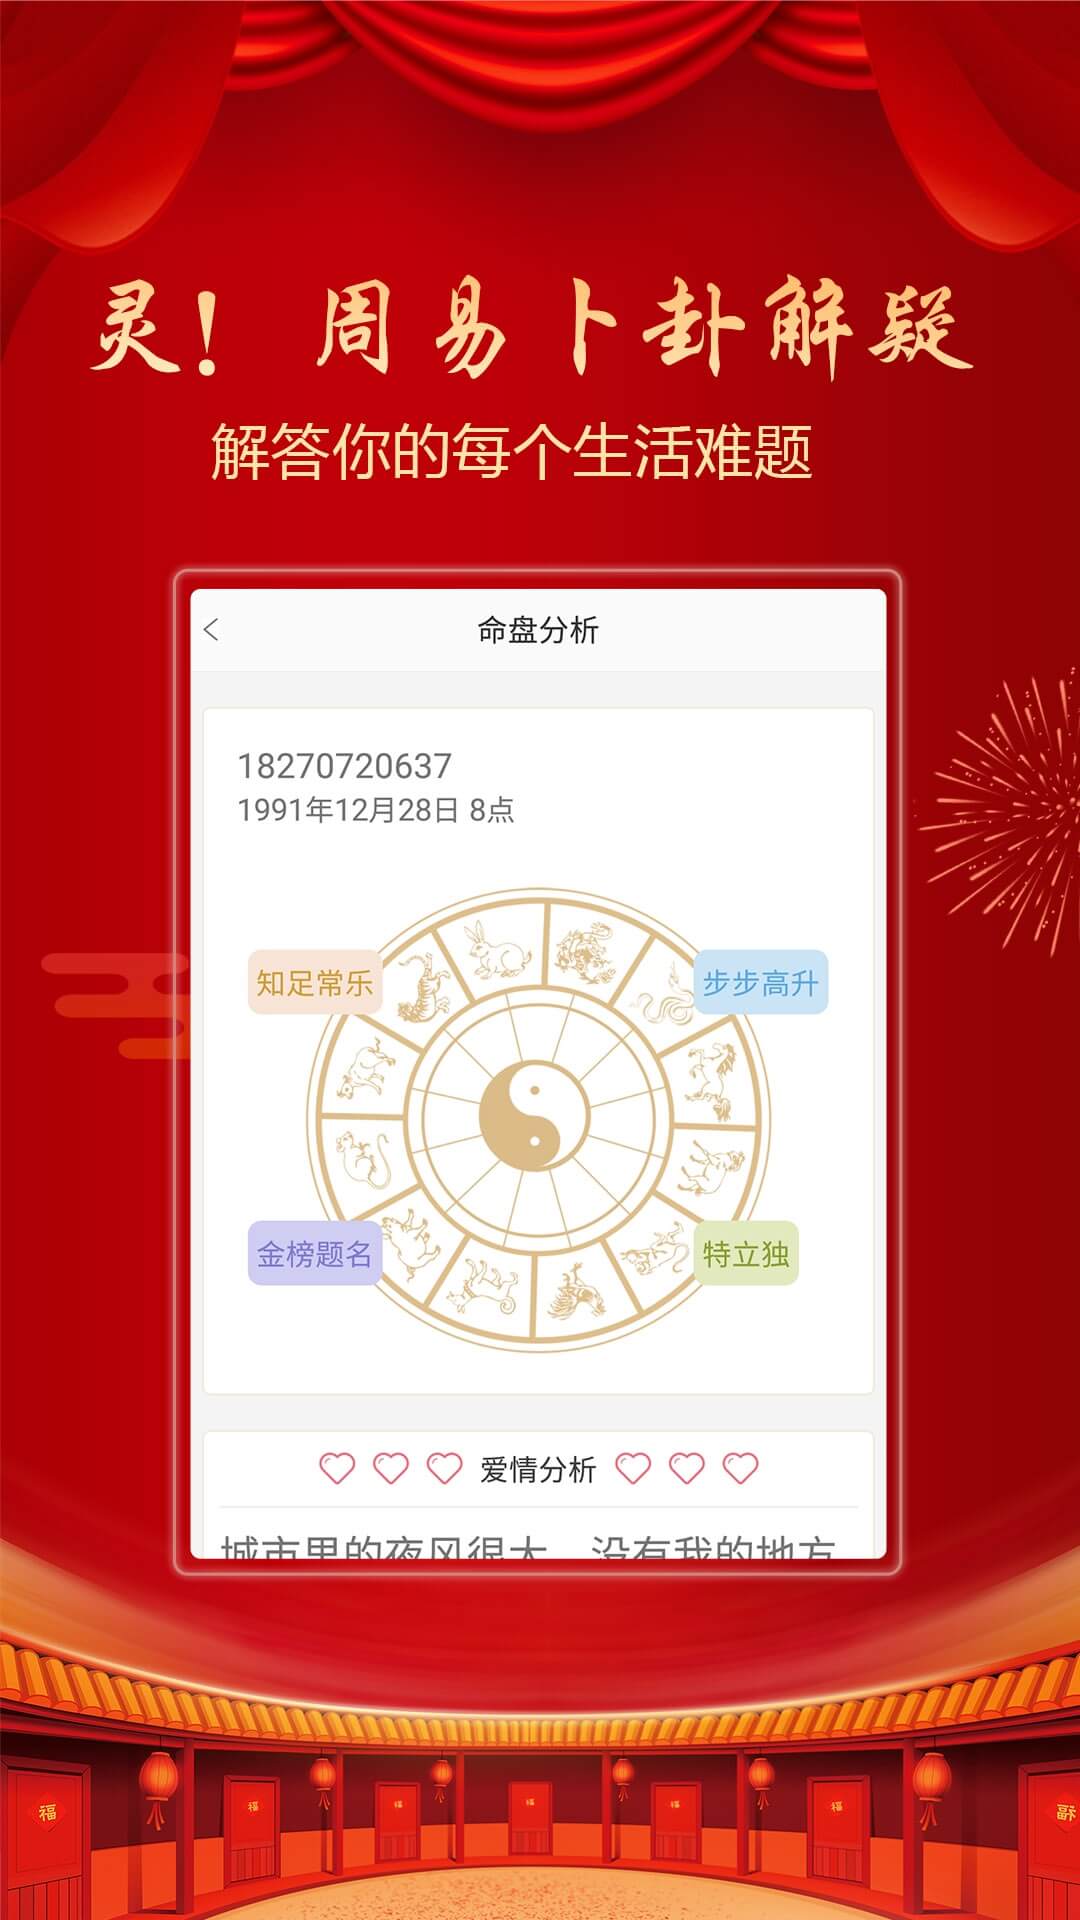 灵！ 周易卜卦解疑
解答你的每个生活难题
命盘分析
18270720637
1991年12月28日 8点
知足常乐
步步高升
金榜题名
特立独
爱情分析
城市里的夜风很大，没有我的地方
福
福
福
福
福
福
福